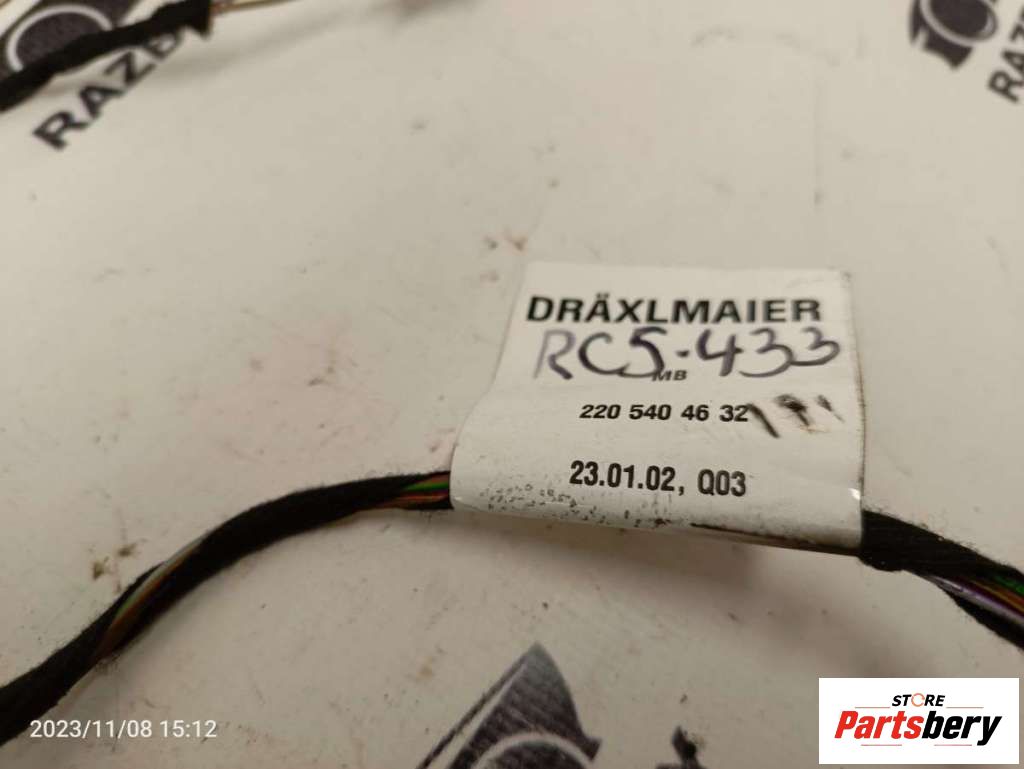 RAZB
RAZ
DRÄXLMAIER
RC5-433
MB
220 540 46 32
23.01.02, Q03
2023/11/08 15:12
STORE
Partsbery